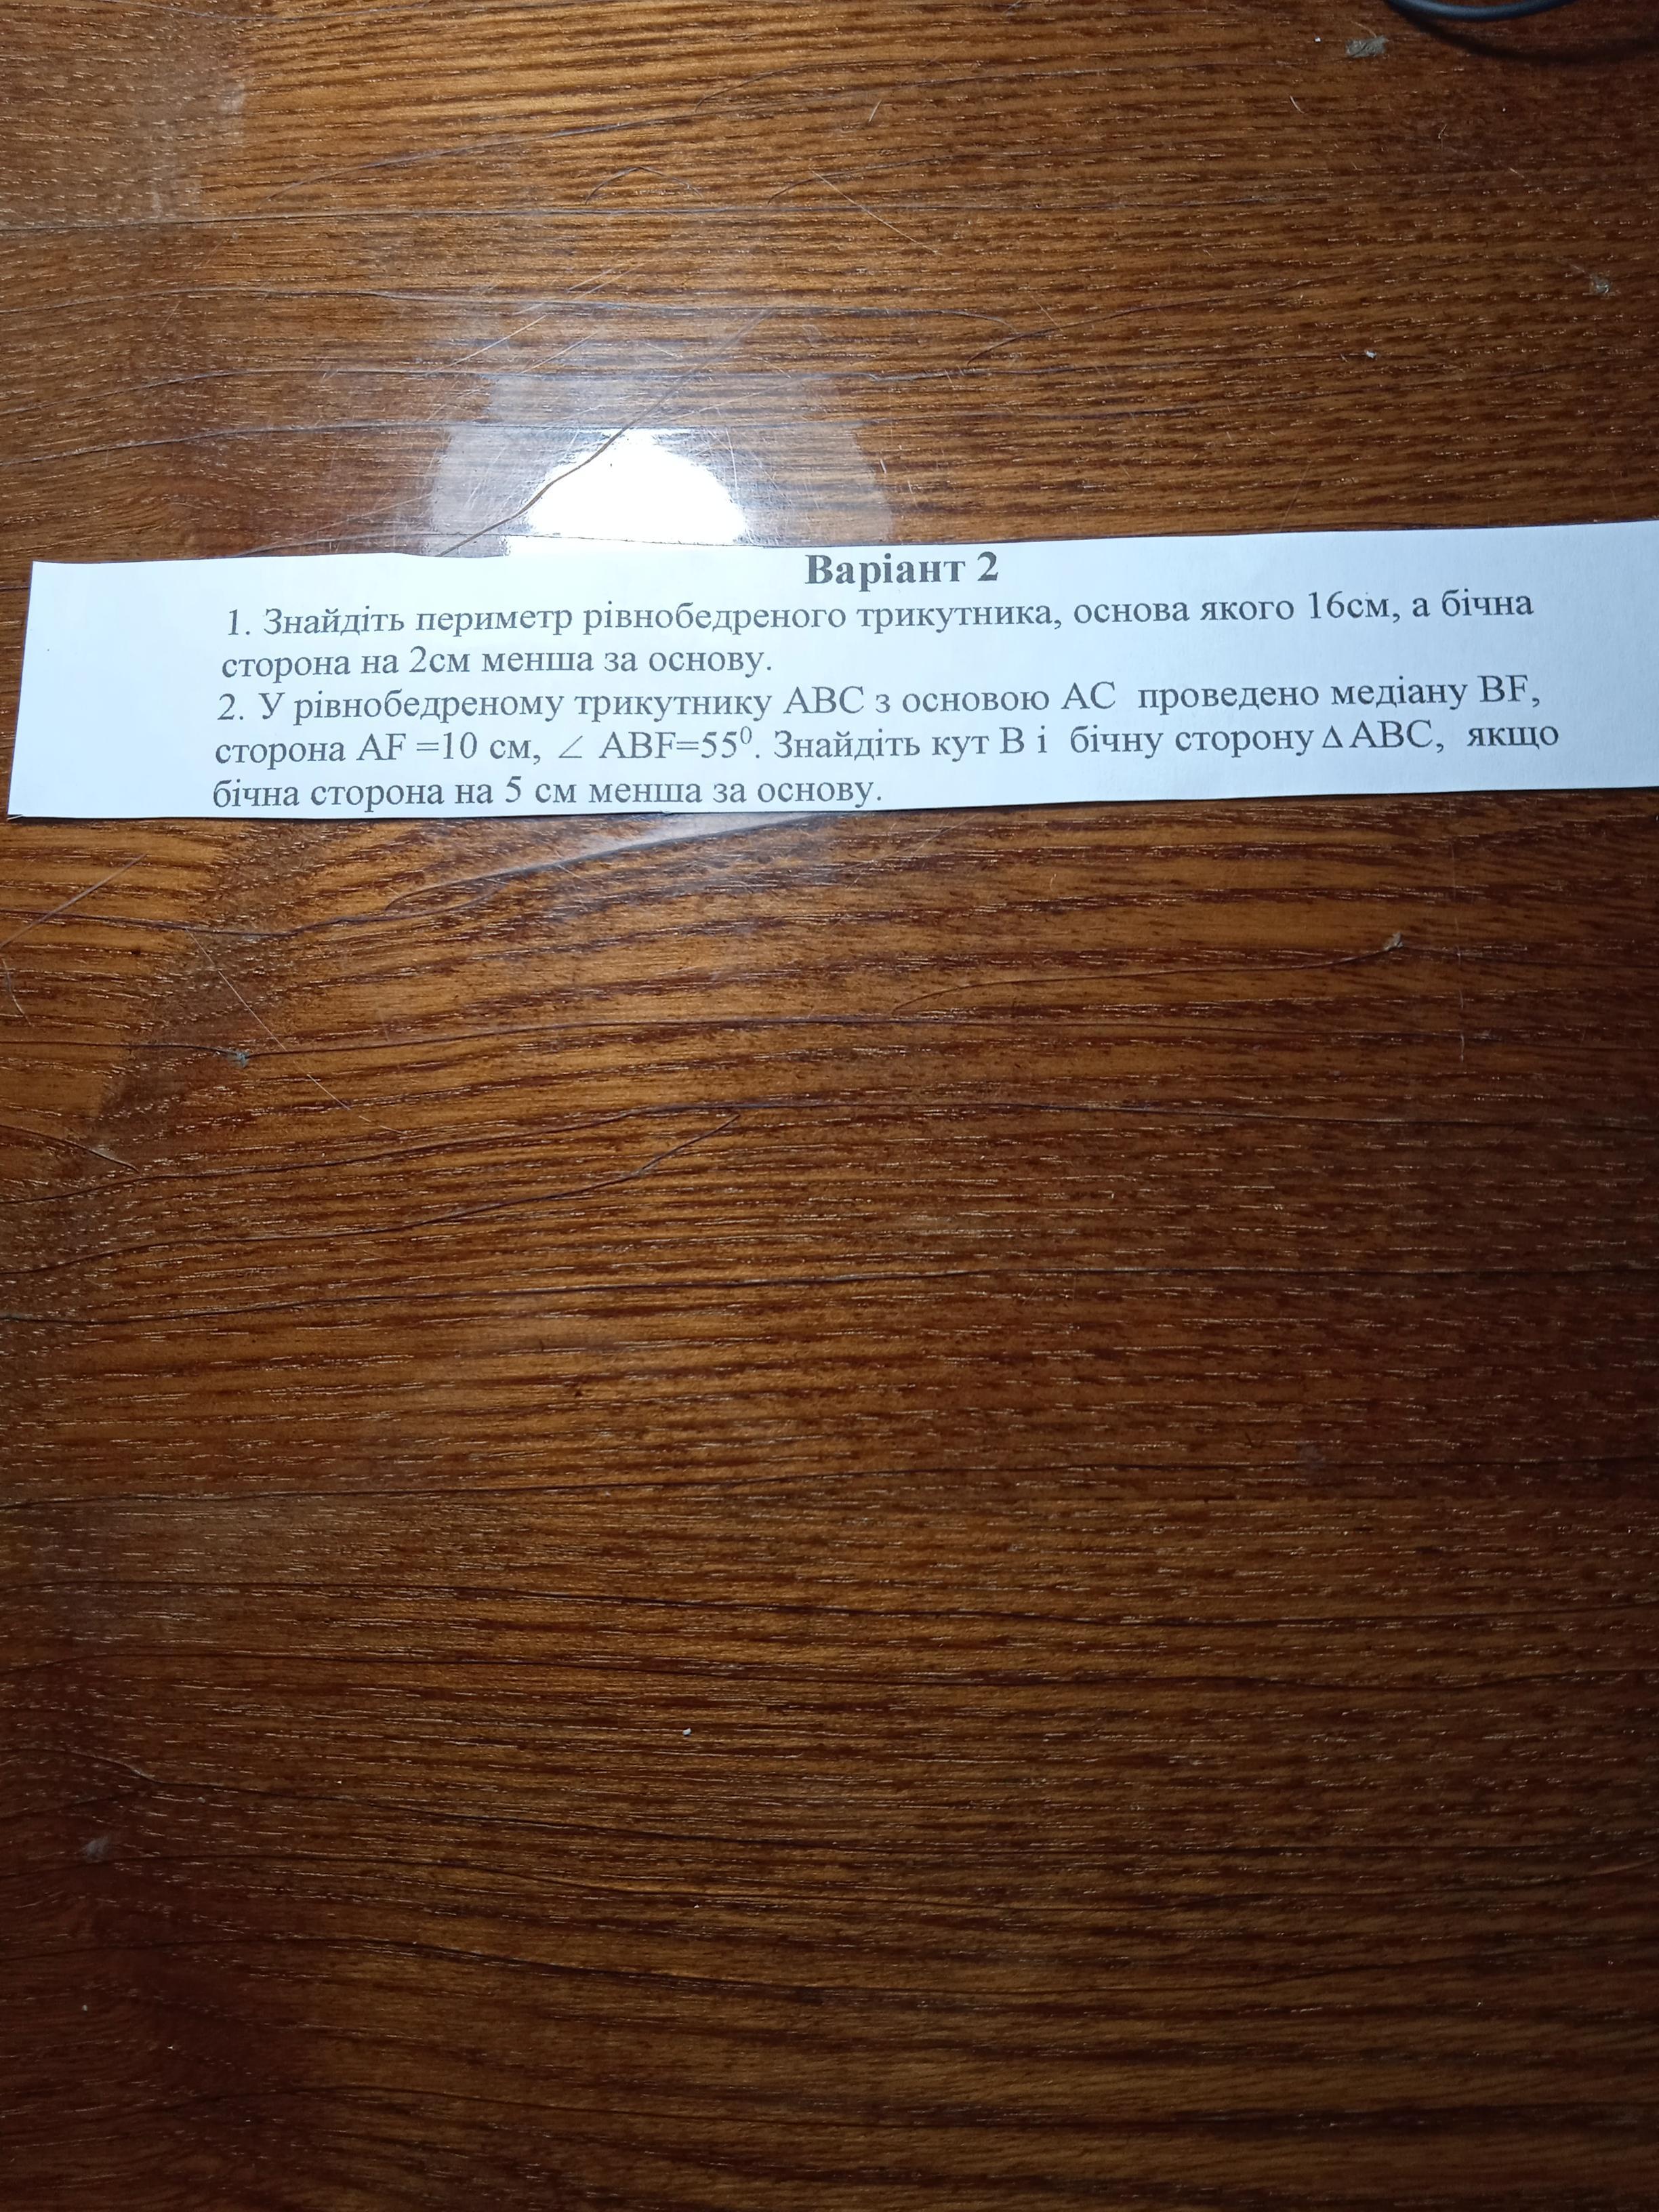 Варіант 2
1. Знайдіть периметр рівнобедреного трикутника, основа якого 16см, а бічна
сторона на 2см менша за основу.
2. У рівнобедреному трикутнику ABC з основою AC проведено медіану BF,
сторона AF =10 см, ∠ ABF=55⁰. Знайдіть кут B і бічну сторону ΔABC, якщо
бічна сторона на 5 см менша за основу.